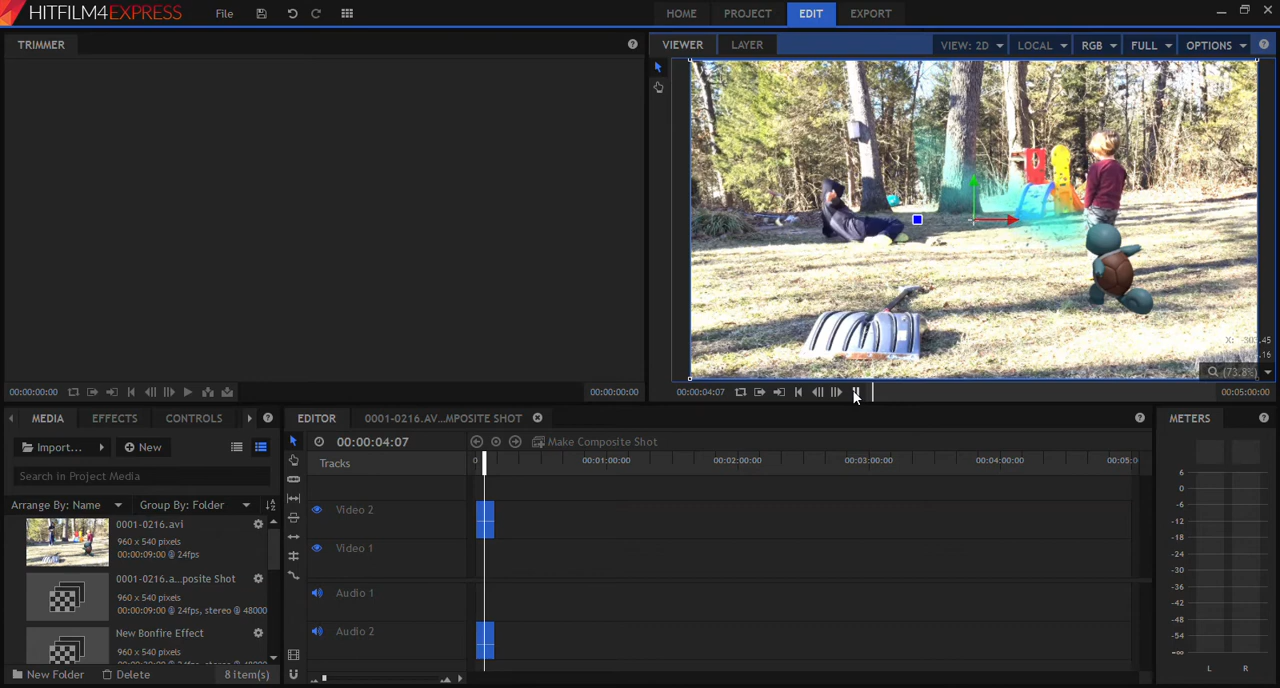 HITFILM4EXPRESS File HOME PROJECT EDIT EXPORT
TRIMMER
VIEWER LAYER VIEW: 2D LOCAL RGB FULL OPTIONS
(73.8%)
00:00:00:00 00:00:00:00
00:00:04:07 00:05:00:00
MEDIA EFFECTS CONTROLS
Import... New
Search in Project Media
Arrange By: Name Group By: Folder
0001-0216.avi
960 x 540 pixels
00:00:09:00 @ 24fps
0001-0216.a...posite Shot
960 x 540 pixels
00:00:09:00 @ 24fps, stereo @ 48000
New Bonfire Effect
960 x 540 pixels
New Folder Delete 8 item(s)
EDITOR 0001-0216.AV...MPOSITE SHOT
00:00:04:07 Make Composite Shot
Tracks 0 00:01:00:00 00:02:00:00 00:03:00:00 00:04:00:00 00:05:0
Video 2
Video 1
Audio 1
Audio 2
METERS
6
0
-6
-12
-18
-24
-30
-36
-42
-48
-54
-∞
L R